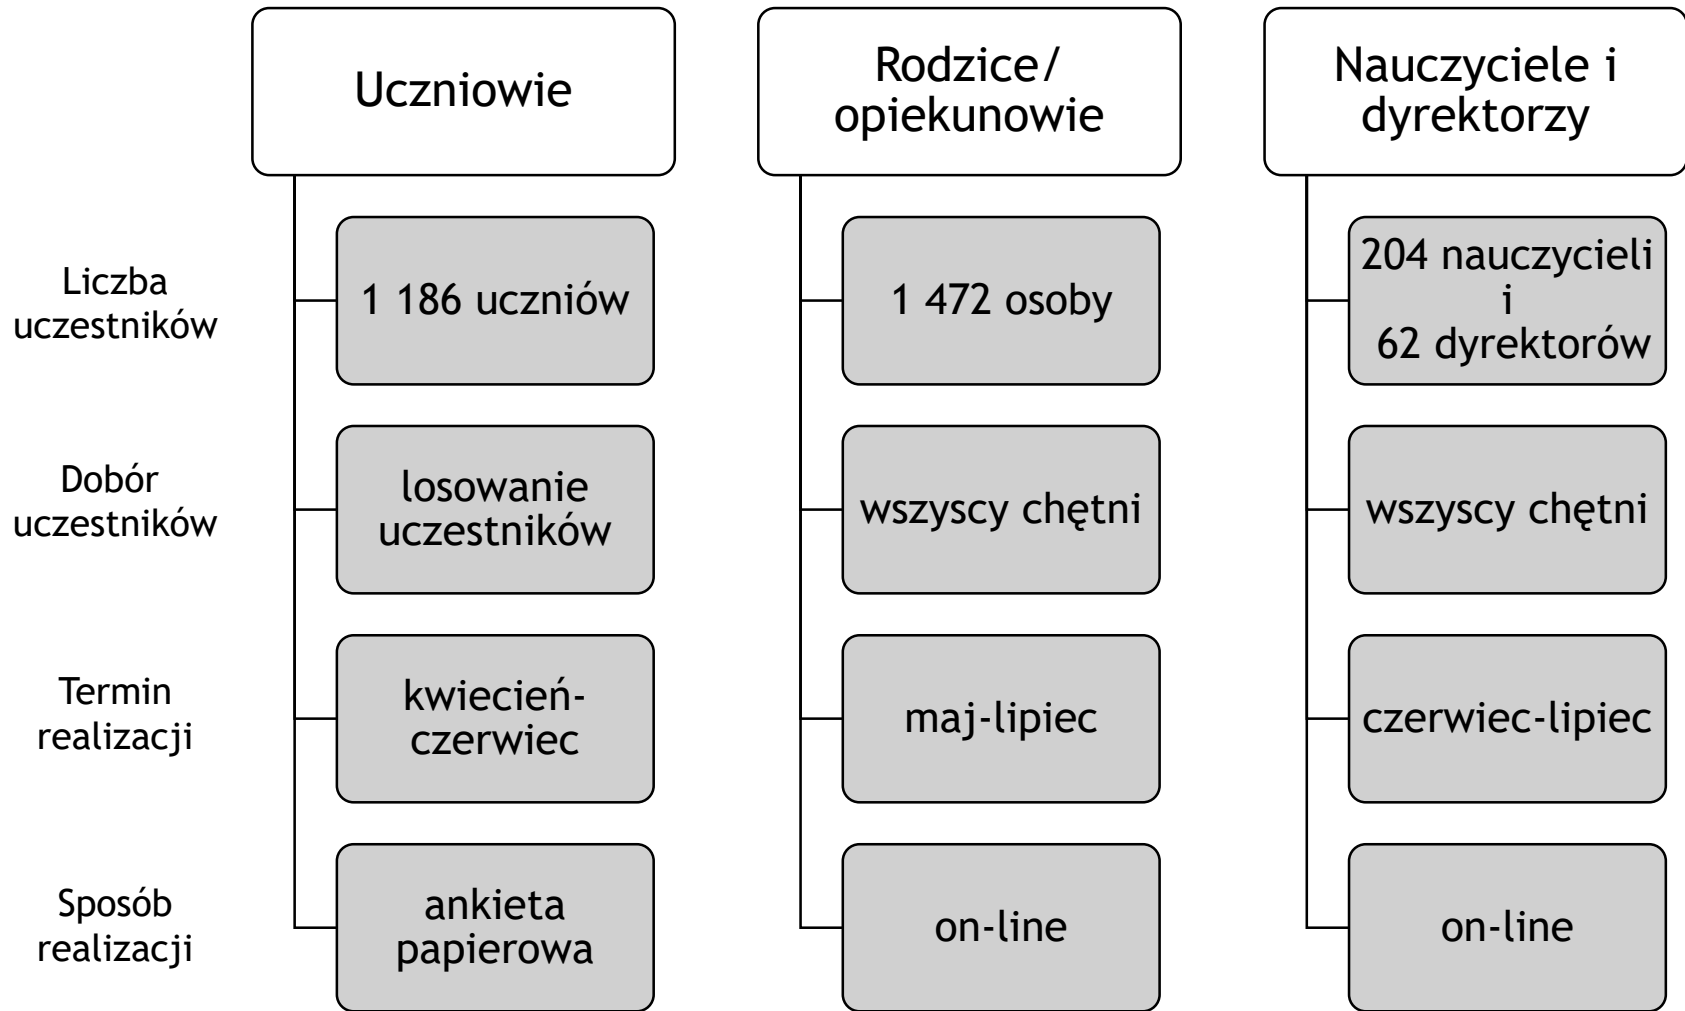 Uczniowie
Rodzice/
opiekunowie
Nauczyciele i
dyrektorzy
Liczba
uczestników
1 186 uczniów
1 472 osoby
204 nauczycieli
i
62 dyrektorów
Dobór
uczestników
losowanie
uczestników
wszyscy chętni
wszyscy chętni
Termin
realizacji
kwiecień-
czerwiec
maj-lipiec
czerwiec-lipiec
Sposób
realizacji
ankieta
papierowa
on-line
on-line